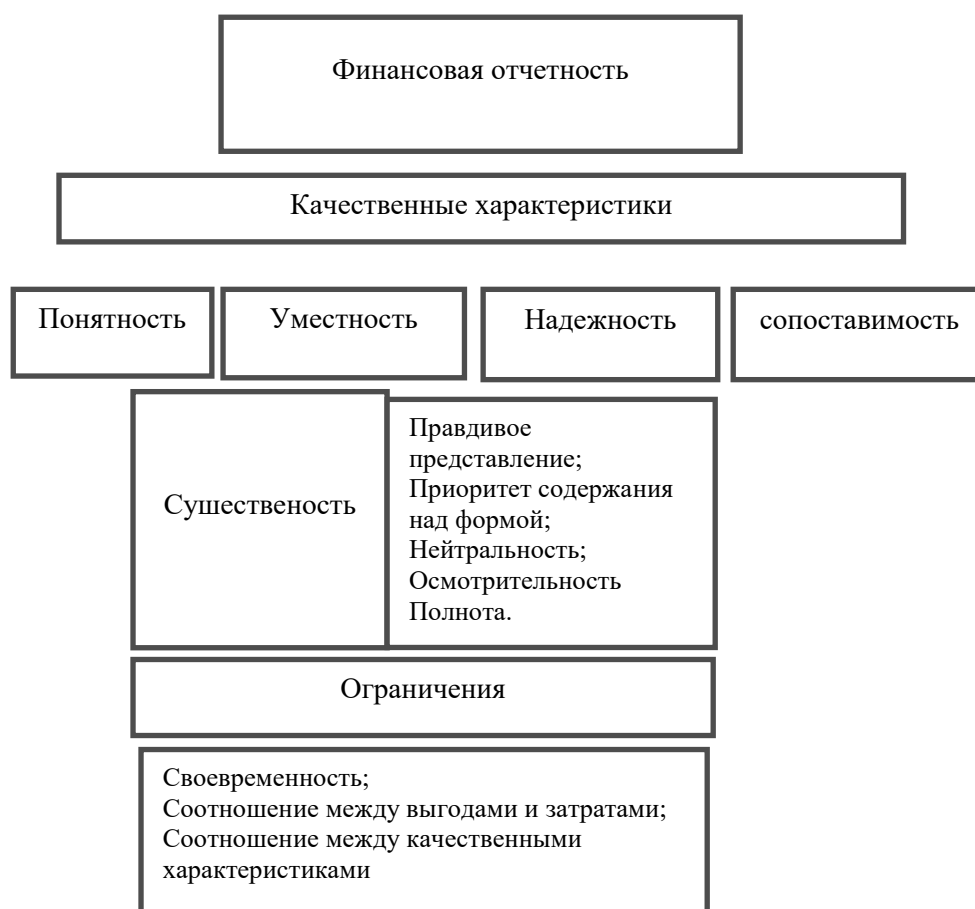 Финансовая отчетность
Качественные характеристики
Понятность
Уместность
Надежность
сопоставимость
Сушественость
Правдивое
представление;
Приоритет содержания
над формой;
Нейтральность;
Осмотрительность
Полнота.
Ограничения
Своевременность;
Соотношение между выгодами и затратами;
Соотношение между качественными
характеристиками